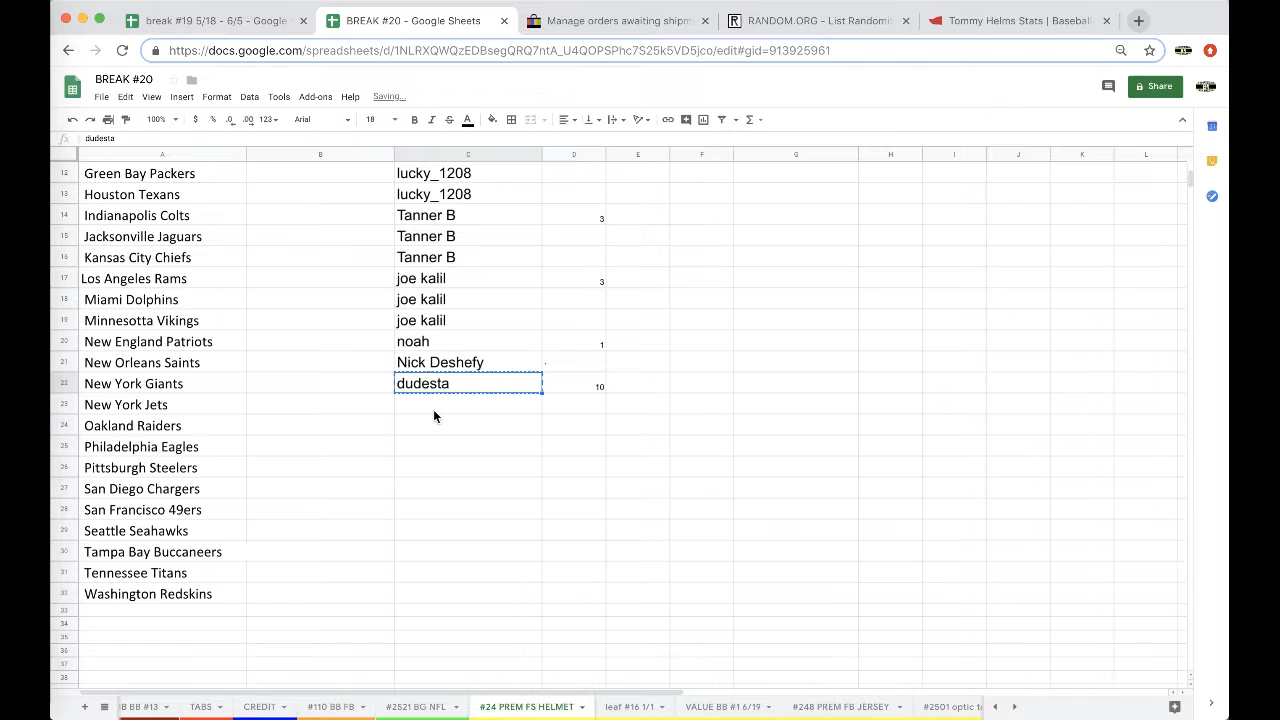 break #19 5/18 - 6/5 - Google
BREAK #20 - Google Sheets
Manage orders awaiting shipm
RANDOM.ORG - List Randomiz
Tommy Helms Stats | Baseball
https://docs.google.com/spreadsheets/d/1NLRXQWQzEDBsegQRQ7ntA_U4QOPSPhc7S25k5VD5jco/edit#gid=913925961
BREAK #20
File Edit View Insert Format Data Tools Add-ons Help Saving...
Share
100% $ % .0 .00 123 Arial 18 B I S A
fx dudesta
A B C D E F G H I J K L
12 Green Bay Packers lucky_1208
13 Houston Texans lucky_1208
14 Indianapolis Colts Tanner B 3
15 Jacksonville Jaguars Tanner B
16 Kansas City Chiefs Tanner B
17 Los Angeles Rams joe kalil 3
18 Miami Dolphins joe kalil
19 Minnesotta Vikings joe kalil
20 New England Patriots noah 1
21 New Orleans Saints Nick Deshefy
22 New York Giants dudesta 10
23 New York Jets
24 Oakland Raiders
25 Philadelphia Eagles
26 Pittsburgh Steelers
27 San Diego Chargers
28 San Francisco 49ers
29 Seattle Seahawks
30 Tampa Bay Buccaneers
31 Tennessee Titans
32 Washington Redskins
33
34
35
36
37
38
B BB #13 TABS CREDIT #110 BB FB #2521 BG NFL #24 PREM FS HELMET leaf #16 1/1 VALUE BB #1 6/19 #248 PREM FB JERSEY #2501 optic t